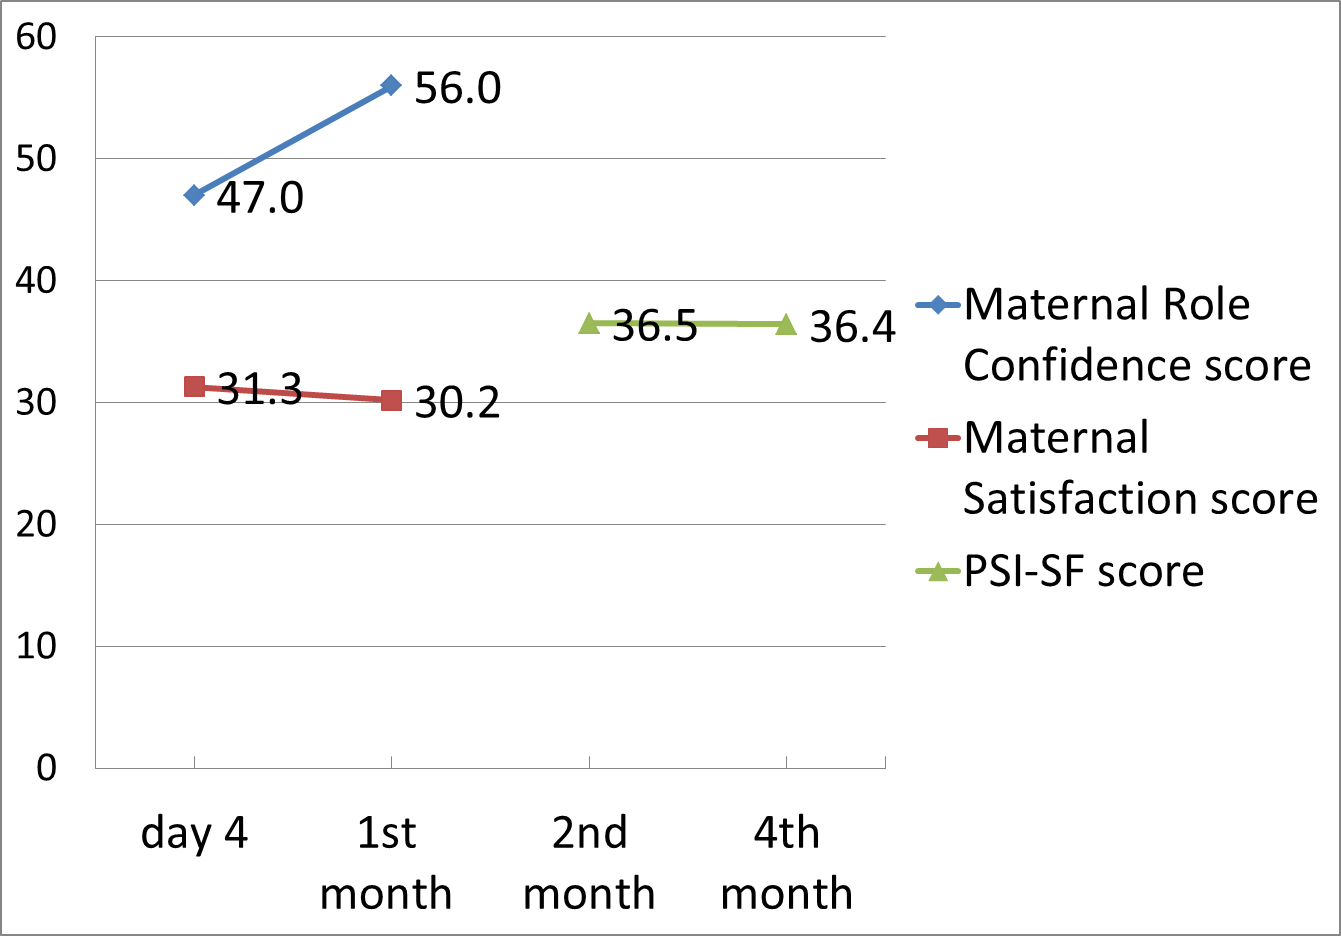 60
50
40
30
20
10
0
47.0
56.0
31.3
30.2
36.5
36.4
day 4
1st
month
2nd
month
4th
month
Maternal Role
Confidence score
Maternal
Satisfaction score
PSI-SF score